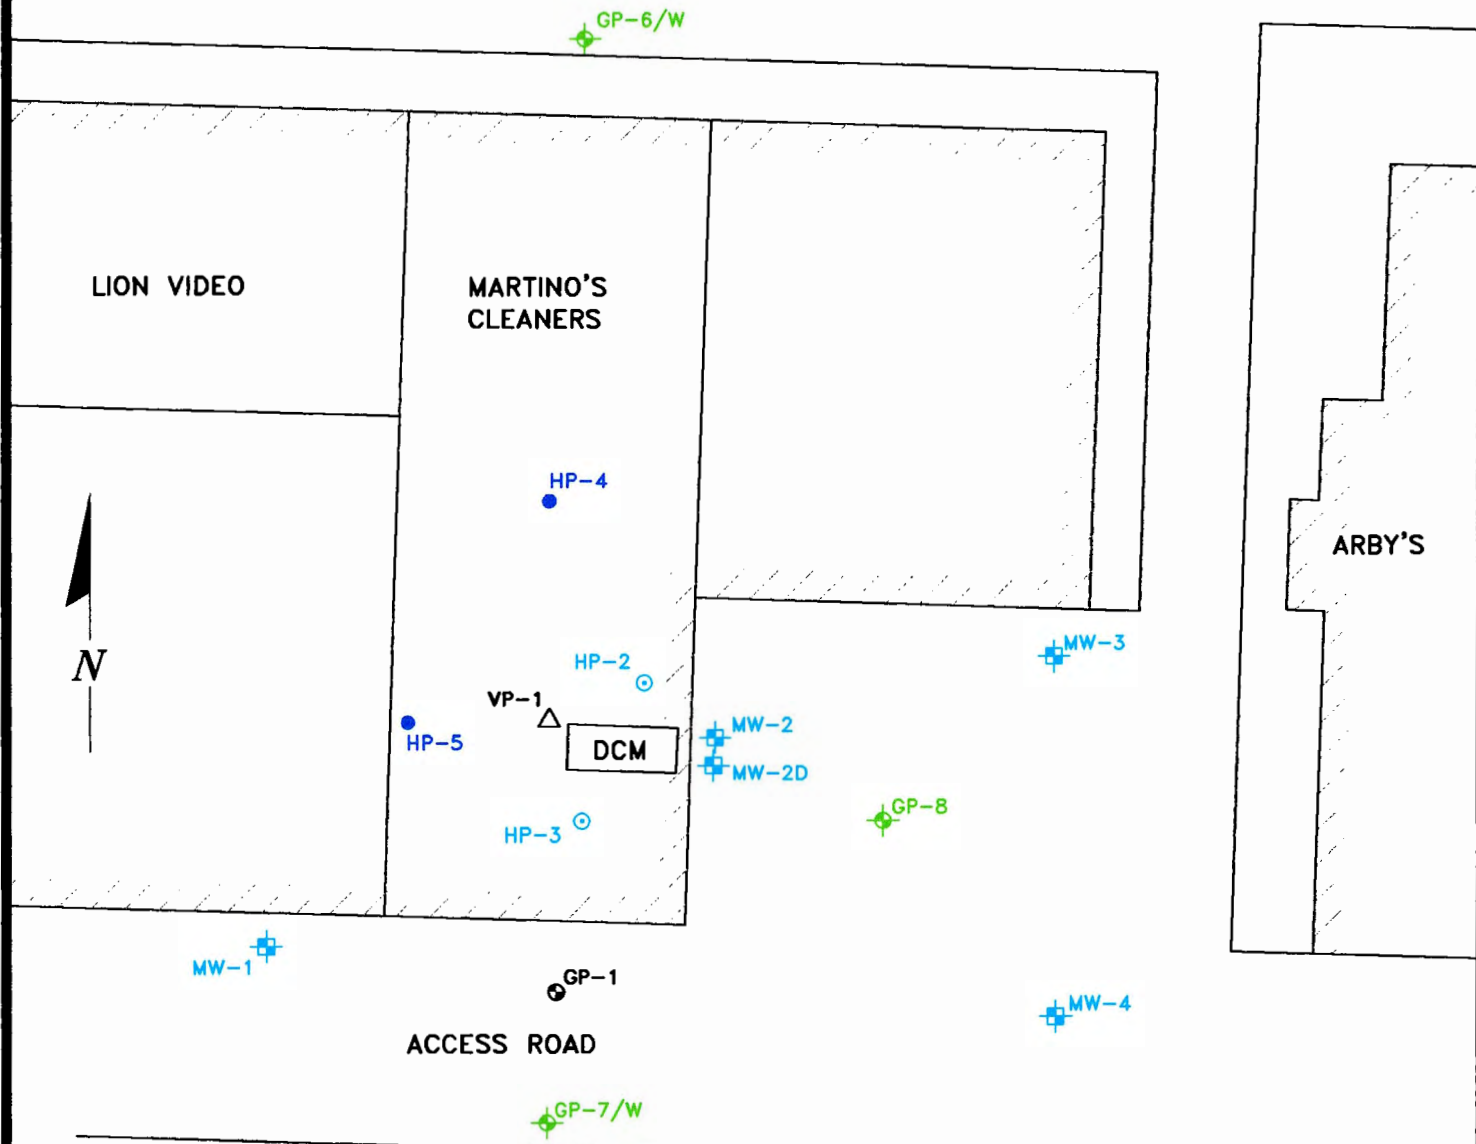 GP-6/W
LION VIDEO
MARTINO'S
CLEANERS
HP-4
ARBY'S
N
MW-3
HP-2
VP-1
MW-2
HP-5
DCM
MW-2D
GP-8
HP-3
MW-1
GP-1
MW-4
ACCESS ROAD
GP-7/W